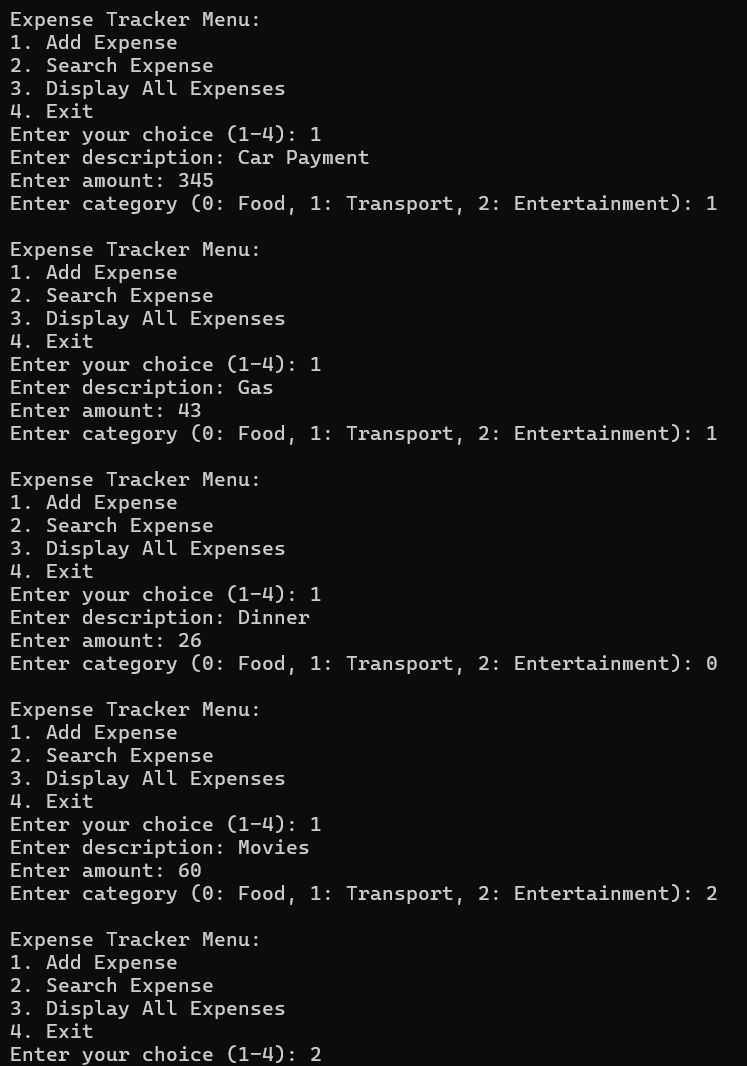 Expense Tracker Menu:
1. Add Expense
2. Search Expense
3. Display All Expenses
4. Exit
Enter your choice (1-4): 1
Enter description: Car Payment
Enter amount: 345
Enter category (0: Food, 1: Transport, 2: Entertainment): 1

Expense Tracker Menu:
1. Add Expense
2. Search Expense
3. Display All Expenses
4. Exit
Enter your choice (1-4): 1
Enter description: Gas
Enter amount: 43
Enter category (0: Food, 1: Transport, 2: Entertainment): 1

Expense Tracker Menu:
1. Add Expense
2. Search Expense
3. Display All Expenses
4. Exit
Enter your choice (1-4): 1
Enter description: Dinner
Enter amount: 26
Enter category (0: Food, 1: Transport, 2: Entertainment): 0

Expense Tracker Menu:
1. Add Expense
2. Search Expense
3. Display All Expenses
4. Exit
Enter your choice (1-4): 1
Enter description: Movies
Enter amount: 60
Enter category (0: Food, 1: Transport, 2: Entertainment): 2

Expense Tracker Menu:
1. Add Expense
2. Search Expense
3. Display All Expenses
4. Exit
Enter your choice (1-4): 2